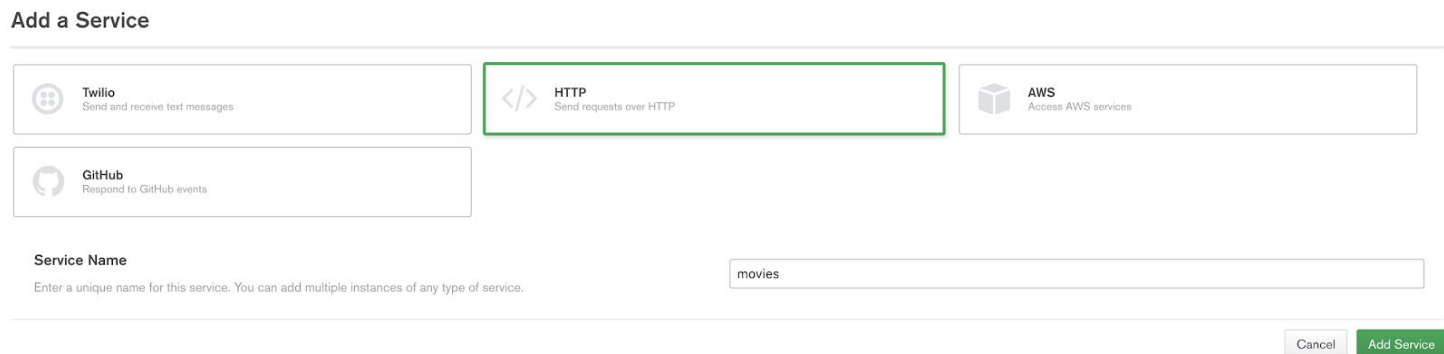 Add a Service
Twilio
Send and receive text messages
HTTP
Send requests over HTTP
AWS
Access AWS services
GitHub
Respond to GitHub events
Service Name
Enter a unique name for this service. You can add multiple instances of any type of service.
movies
Cancel
Add Service